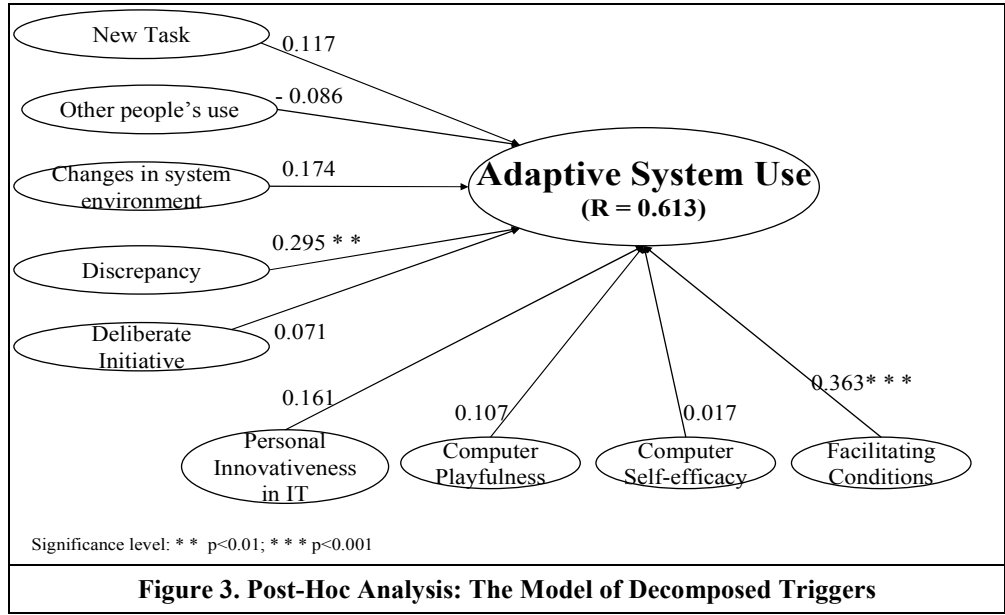 New Task
0.117
Other people's use
- 0.086
Changes in system
environment
0.174
Discrepancy
0.295 * *
Deliberate
Initiative
0.071
Adaptive System Use
(R = 0.613)
0.161
0.107
0.017
0.363* * *
Personal
Innovativeness
in IT
Computer
Playfulness
Computer
Self-efficacy
Facilitating
Conditions
Significance level: * *  p<0.01; * * * p<0.001
Figure 3. Post-Hoc Analysis: The Model of Decomposed Triggers